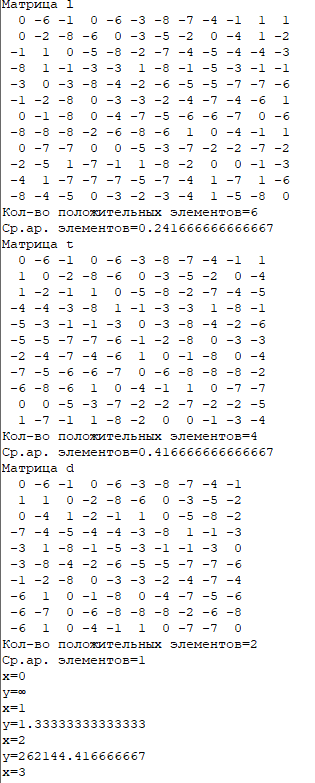 Матрица l
0 -6 -1 0 -6 -3 -8 -7 -4 -1 1 1
0 -2 -8 -6 0 -3 -5 -2 0 -4 1 -2
-1 1 0 -5 -8 -2 -7 -4 -5 -4 -4 -3
-8 1 -1 -3 -3 1 -8 -1 -5 -3 -1 -1
-3 0 -3 -8 -4 -2 -6 -5 -5 -7 -7 -6
-1 -2 -8 0 -3 -3 -2 -4 -7 -4 -6 1
0 -1 -8 0 -4 -7 -5 -6 -6 -7 0 -6
-8 -8 -8 -2 -6 -8 -6 1 0 -4 -1 1
0 -7 -7 0 0 -5 -3 -7 -2 -2 -7 -2
-2 -5 1 -7 -1 1 -8 -2 0 0 -1 -3
-4 1 -7 -7 -7 -5 -7 -4 1 -7 1 -6
-8 -4 -5 0 -3 -2 -3 -4 1 -5 -8 0
Кол-во положительных элементов=6
Ср.ар. элементов=0.241666666666667
Матрица t
0 -6 -1 0 -6 -3 -8 -7 -4 -1 1
1 0 -2 -8 -6 0 -3 -5 -2 0 -4
1 -2 -1 1 0 -5 -8 -2 -7 -4 -5
-4 -4 -3 -8 1 -1 -3 -3 1 -8 -1
-5 -3 -1 -1 -3 0 -3 -8 -4 -2 -6
-5 -5 -7 -7 -6 -1 -2 -8 0 -3 -3
-2 -4 -7 -4 -6 1 0 -1 -8 0 -4
-7 -5 -6 -6 -7 0 -6 -8 -8 -8 -2
-6 -8 -6 1 0 -4 -1 1 0 -7 -7
0 0 -5 -3 -7 -2 -2 -7 -2 -2 -5
1 -7 -1 1 -8 -2 0 0 -1 -3 -4
Кол-во положительных элементов=4
Ср.ар. элементов=0.416666666666667
Матрица d
0 -6 -1 0 -6 -3 -8 -7 -4 -1
1 1 0 -2 -8 -6 0 -3 -5 -2
0 -4 1 -2 -1 1 0 -5 -8 -2
-7 -4 -5 -4 -4 -3 -8 1 -1 -3
-3 1 -8 -1 -5 -3 -1 -1 -3 0
-3 -8 -4 -2 -6 -5 -5 -7 -7 -6
-1 -2 -8 0 -3 -3 -2 -4 -7 -4
-6 1 0 -1 -8 0 -4 -7 -5 -6
-6 -7 0 -6 -8 -8 -8 -2 -6 -8
-6 1 0 -4 -1 1 0 -7 -7 0
Кол-во положительных элементов=2
Ср.ар. элементов=1
x=0
y=∞
x=1
y=1.33333333333333
x=2
y=262144.416666667
x=3